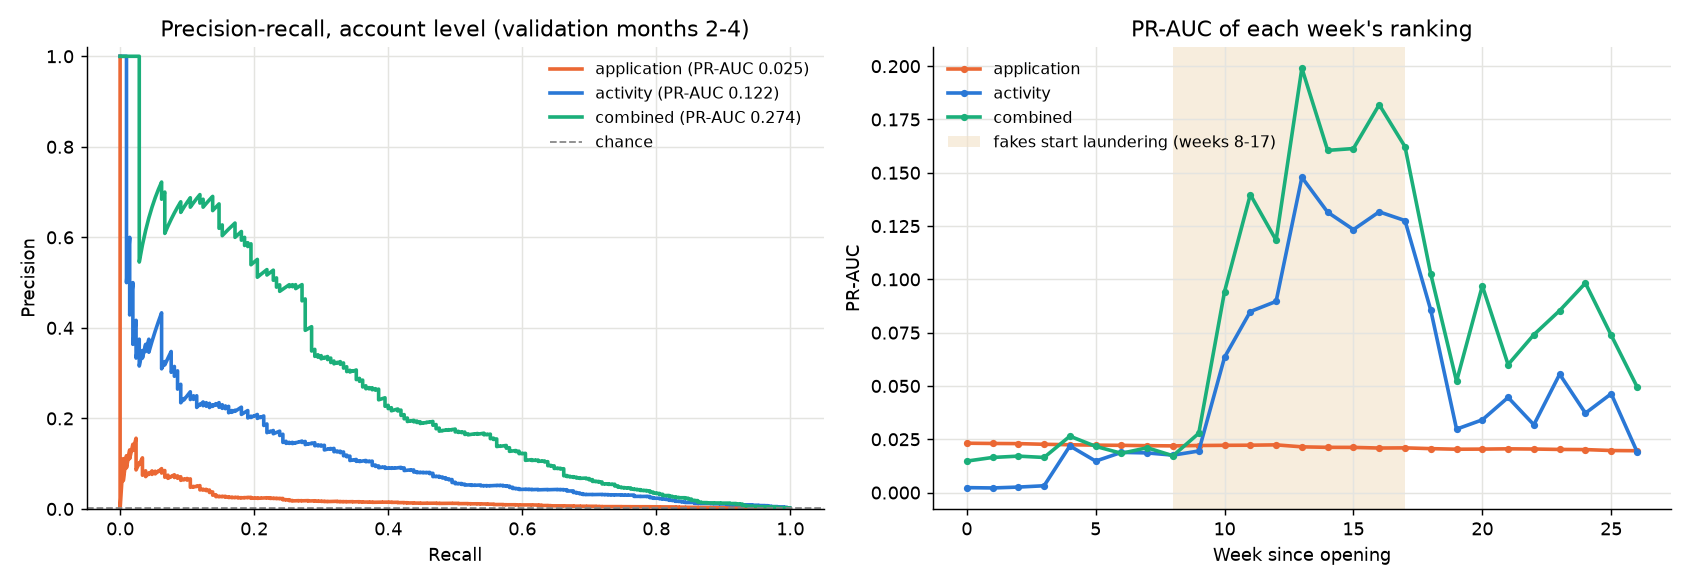 Precision-recall, account level (validation months 2-4)
1.0
0.8
0.6
0.4
0.2
0.0
Precision
application (PR-AUC 0.025)
activity (PR-AUC 0.122)
combined (PR-AUC 0.274)
chance
0.0 0.2 0.4 0.6 0.8 1.0
Recall
PR-AUC of each week's ranking
0.200
0.175
0.150
0.125
0.100
0.075
0.050
0.025
0.000
PR-AUC
application
activity
combined
fakes start laundering (weeks 8-17)
0 5 10 15 20 25
Week since opening